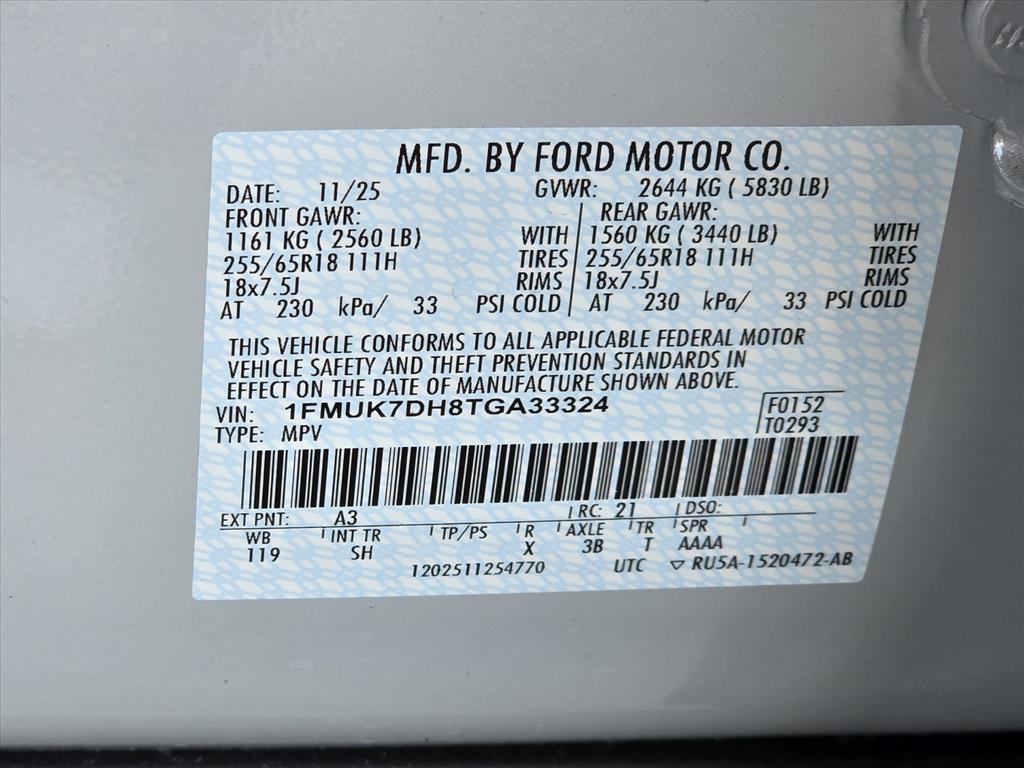 MFD. BY FORD MOTOR CO.
DATE: 11/25 GVWR: 2644 KG ( 5830 LB)
FRONT GAWR: REAR GAWR:
1161 KG ( 2560 LB) WITH 1560 KG ( 3440 LB) WITH
255/65R18 111H TIRES 255/65R18 111H TIRES
18x7.5J RIMS 18x7.5J RIMS
AT 230 kPa/ 33 PSI COLD AT 230 kPa/ 33 PSI COLD
THIS VEHICLE CONFORMS TO ALL APPLICABLE FEDERAL MOTOR
VEHICLE SAFETY AND THEFT PREVENTION STANDARDS IN
EFFECT ON THE DATE OF MANUFACTURE SHOWN ABOVE.
VIN: 1FMUK7DH8TGA33324 F0152
TYPE: MPV T0293
EXT PNT: A3 RC: 21 DSO:
WB INT TR TP/PS R AXLE TR SPR
119 SH X 3B T AAAA
1202511254770 UTC ▽ RU5A-1520472-AB